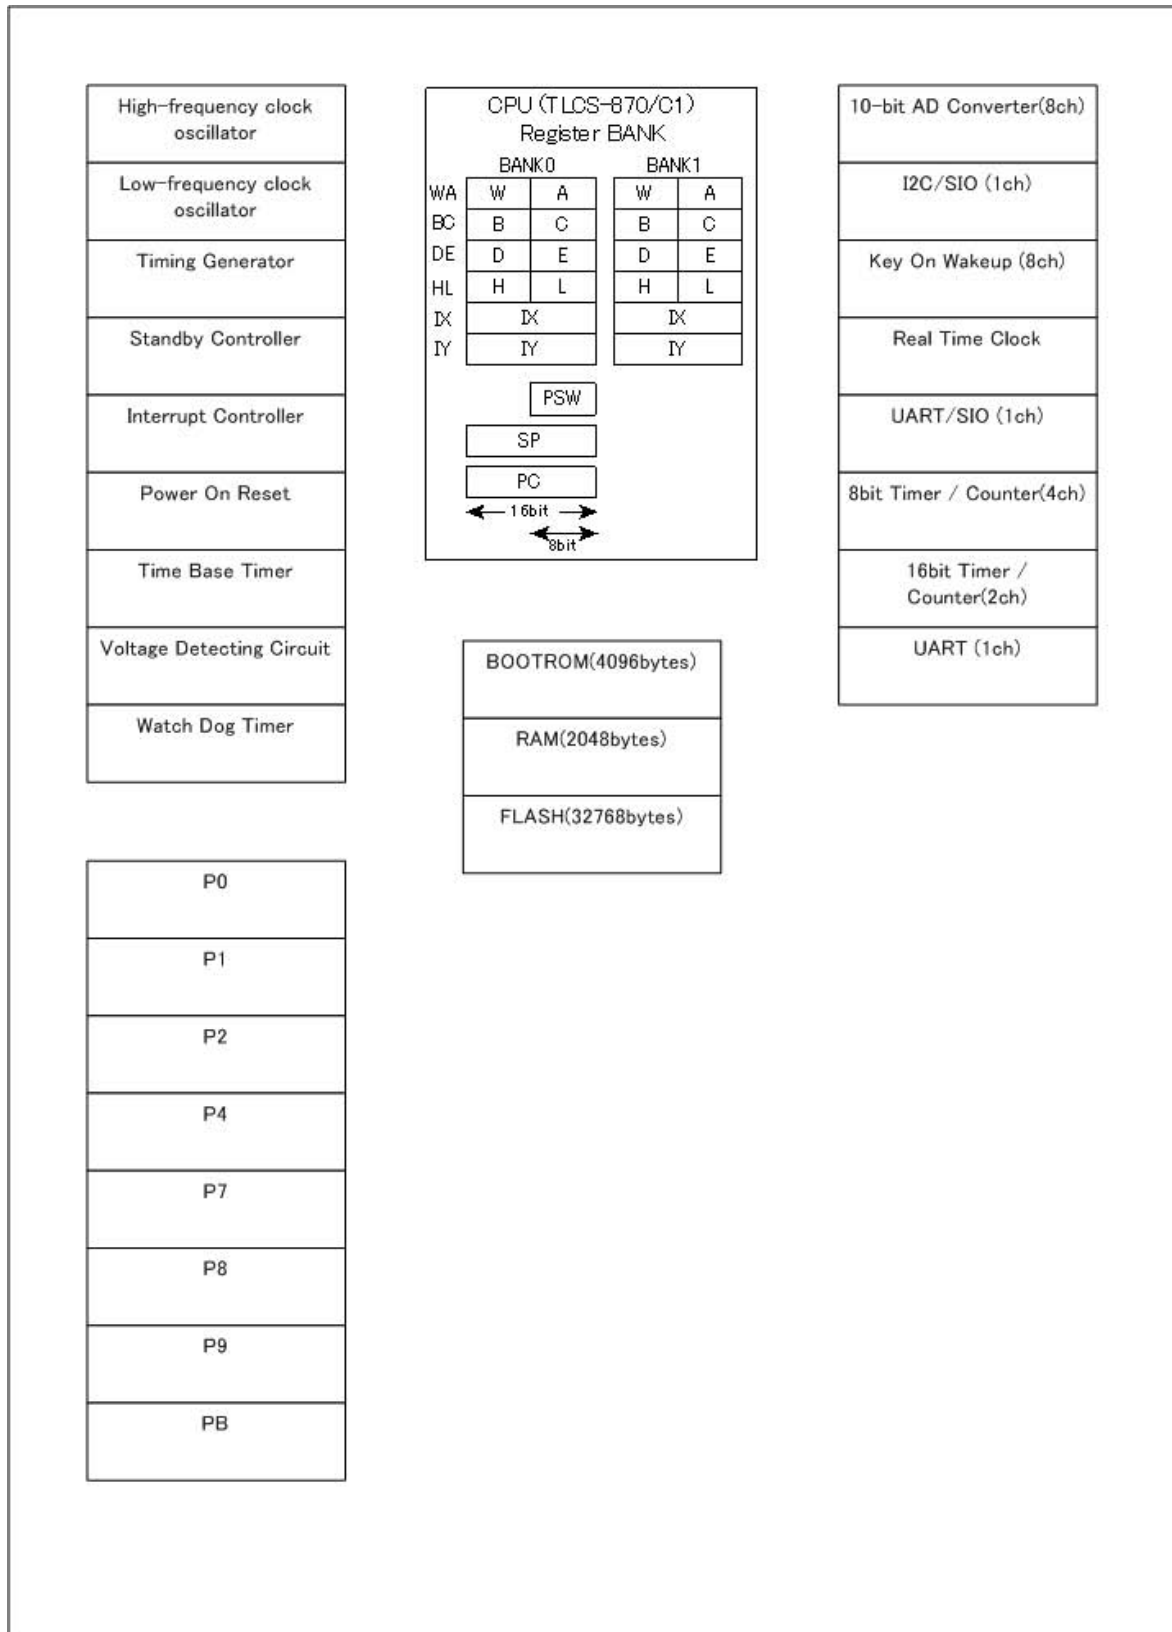 High-frequency clock
oscillator
Low-frequency clock
oscillator
Timing Generator
Standby Controller
Interrupt Controller
Power On Reset
Time Base Timer
Voltage Detecting Circuit
Watch Dog Timer
P0
P1
P2
P4
P7
P8
P9
PB
CPU (TLCS-870/C1)
Register BANK
BANK0 BANK1
WA W A W A
BC B C B C
DE D E D E
HL H L H L
IX IX IX
IY IY IY
PSW
SP
PC
16bit
8bit
BOOTROM(4096bytes)
RAM(2048bytes)
FLASH(32768bytes)
10-bit AD Converter(8ch)
I2C/SIO (1ch)
Key On Wakeup (8ch)
Real Time Clock
UART/SIO (1ch)
8bit Timer / Counter(4ch)
16bit Timer /
Counter(2ch)
UART (1ch)